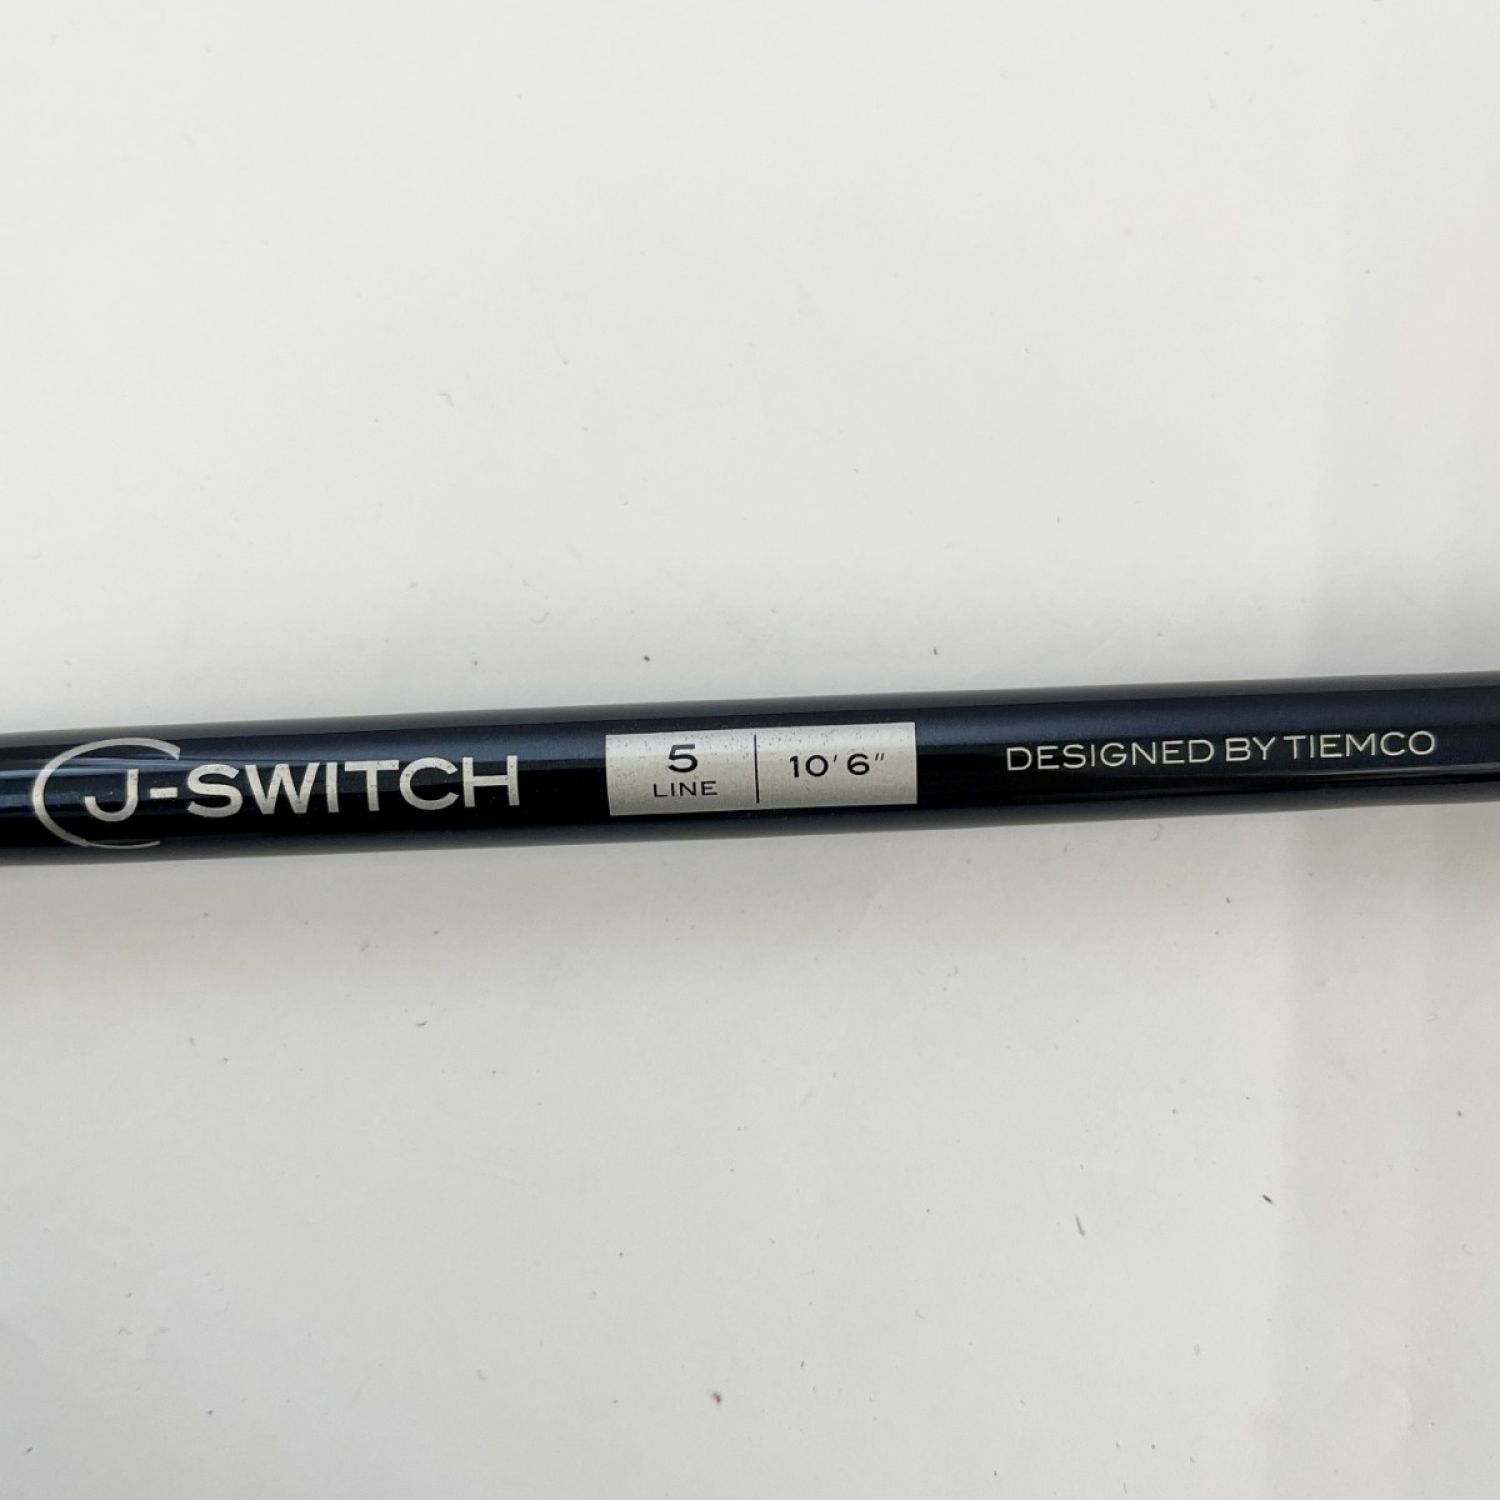 J-SWITCH
5
LINE
10' 6"
DESIGNED BY TIEMCO